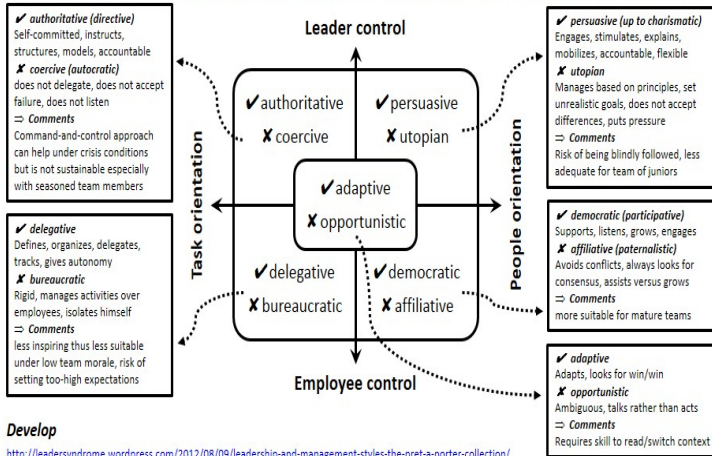 ✔ authoritative (directive)
Self-committed, instructs,
structures, models, accountable
✘ coercive (autocratic)
does not delegate, does not accept
failure, does not listen
⇒ Comments
Command-and-control approach
can help under crisis conditions
but is not sustainable especially
with seasoned team members
✔ delegative
Defines, organizes, delegates,
tracks, gives autonomy
✘ bureaucratic
Rigid, manages activities over
employees, isolates himself
⇒ Comments
less inspiring thus less suitable
under low team morale, risk of
setting too-high expectations
Leader control
Task orientation
✔ authoritative
✘ coercive
✔ persuasive
✘ utopian
✔ adaptive
✘ opportunistic
✔ delegative
✘ bureaucratic
✔ democratic
✘ affiliative
People orientation
Employee control
✔ persuasive (up to charismatic)
Engages, stimulates, explains,
mobilizes, accountable, flexible
✘ utopian
Manages based on principles, set
unrealistic goals, does not accept
differences, puts pressure
⇒ Comments
Risk of being blindly followed, less
adequate for team of juniors
✔ democratic (participative)
Supports, listens, grows, engages
✘ affiliative (paternalistic)
Avoids conflicts, always looks for
consensus, assists versus grows
⇒ Comments
more suitable for mature teams
✔ adaptive
Adapts, looks for win/win
✘ opportunistic
Ambiguous, talks rather than acts
⇒ Comments
Requires skill to read/switch context
Develop
http://leadersyndrome.wordpress.com/2012/08/09/leadership-and-management-styles-the-pret-a-porter-collection/